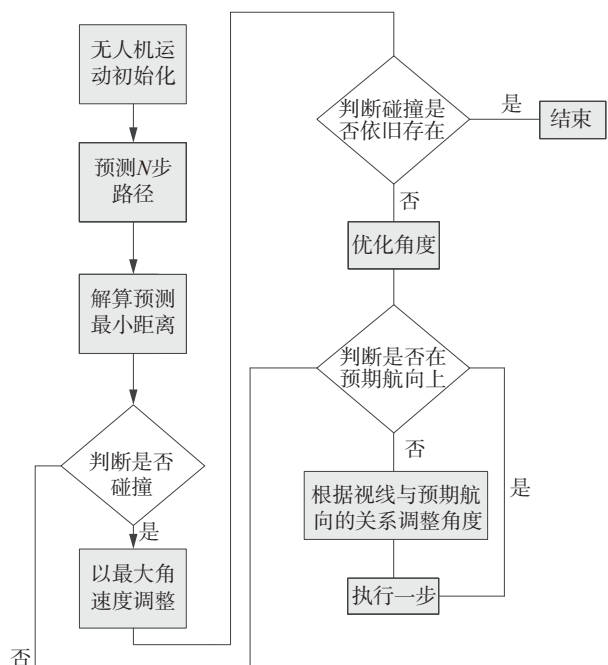 无人机运
动初始化
预测N步
路径
解算预测
最小距离
判断是否
碰撞
是
以最大角
速度调整
否
判断碰撞是
否依旧存在
是
结束
否
优化角度
判断是否在
预期航向上
否
是
根据视线与预期航
向的关系调整角度
执行一步